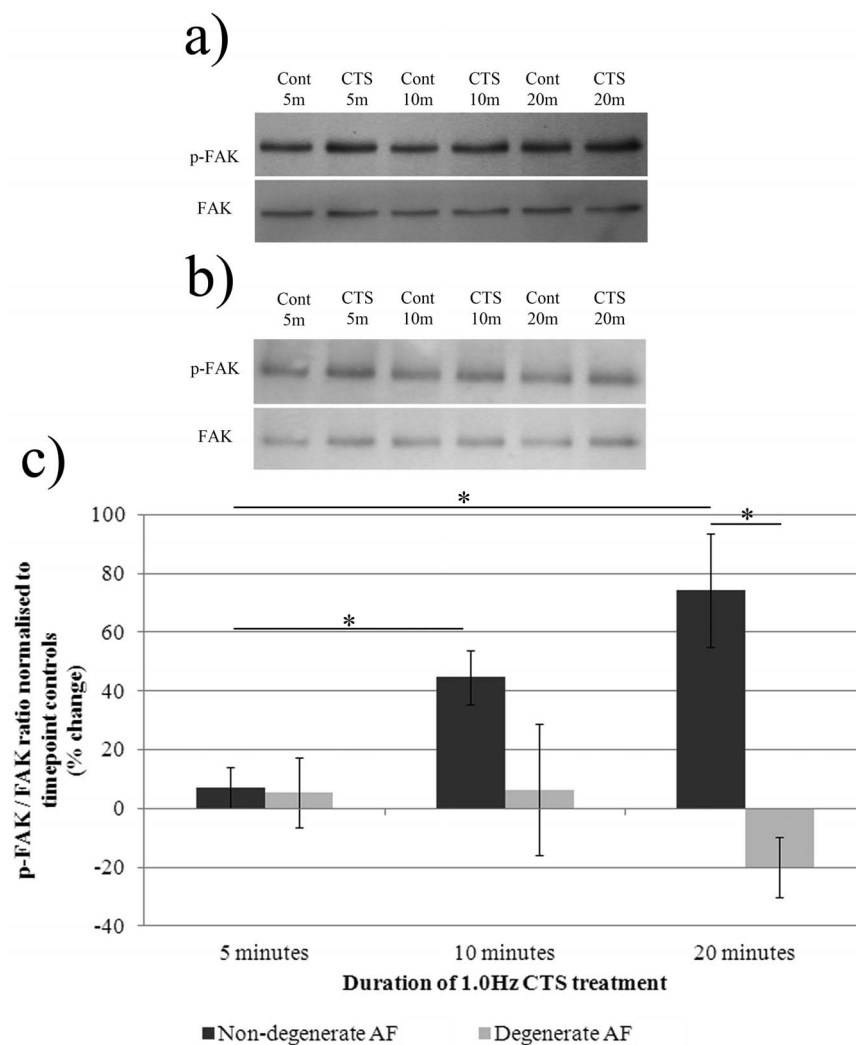 a)
Cont CTS Cont CTS Cont CTS
5m 5m 10m 10m 20m 20m
p-FAK
FAK
b)
Cont CTS Cont CTS Cont CTS
5m 5m 10m 10m 20m 20m
p-FAK
FAK
c)
p-FAK / FAK ratio normalised to
timepoint controls
(% change)
100
80
60
40
20
0
-20
-40
*
*
*
5 minutes 10 minutes 20 minutes
Duration of 1.0Hz CTS treatment
Non-degenerate AF Degenerate AF